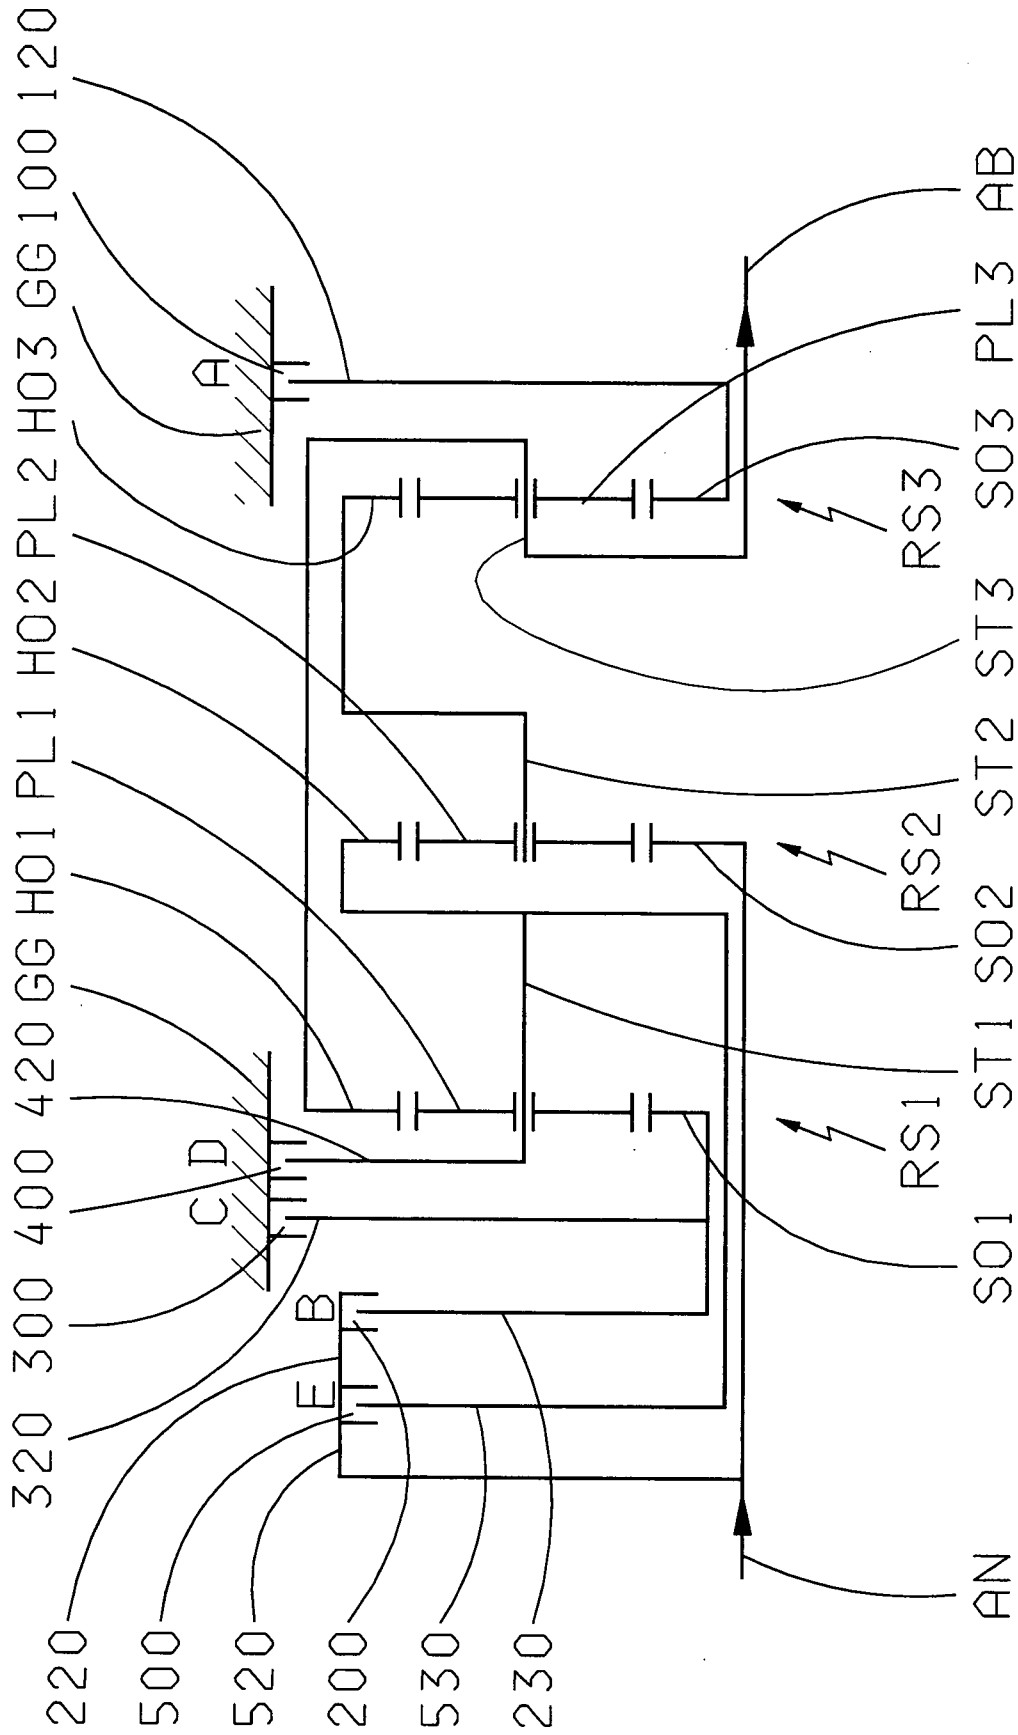 320 300 400 420 GG HO1 PL1 HO2 PL2 HO3 GG 100 120
C D A
E B
220
500
520
200
530
230
RS1 RS2 RS3
AN SO1 ST1 SO2 ST2 ST3 SO3 PL3 AB